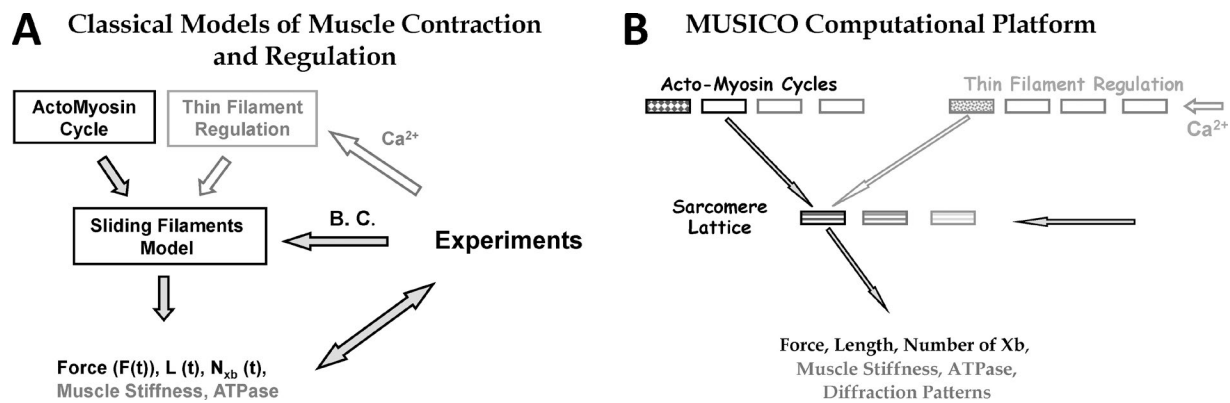 A
Classical Models of Muscle Contraction
and Regulation
ActoMyosin
Cycle
Thin Filament
Regulation
Ca²⁺
Sliding Filaments
Model
B. C.
Experiments
Force (F(t)), L (t), Nxb (t),
Muscle Stiffness, ATPase
B
MUSICO Computational Platform
Acto-Myosin Cycles
Thin Filament Regulation
Ca²⁺
Sarcomere
Lattice
Force, Length, Number of Xb,
Muscle Stiffness, ATPase,
Diffraction Patterns